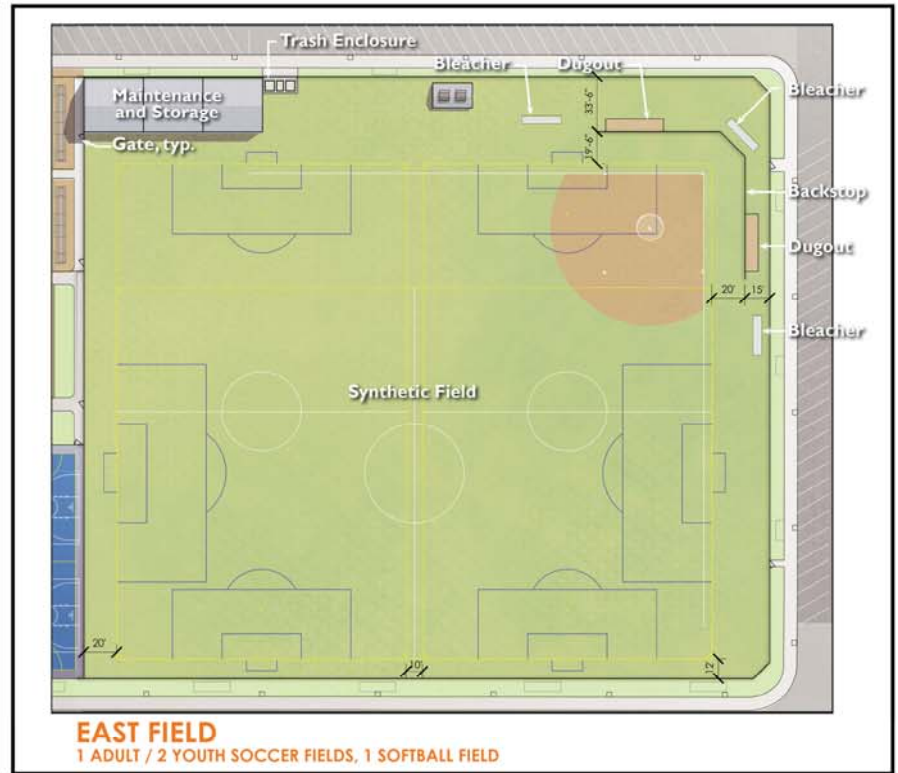 Trash Enclosure
Bleacher
Dugout
Maintenance
and Storage
33'-6"
Bleacher
Gate, typ.
19'-6"
Backstop
Dugout
20'
15'
Bleacher
Synthetic Field
20'
10'
12'
EAST FIELD
1 ADULT / 2 YOUTH SOCCER FIELDS, 1 SOFTBALL FIELD